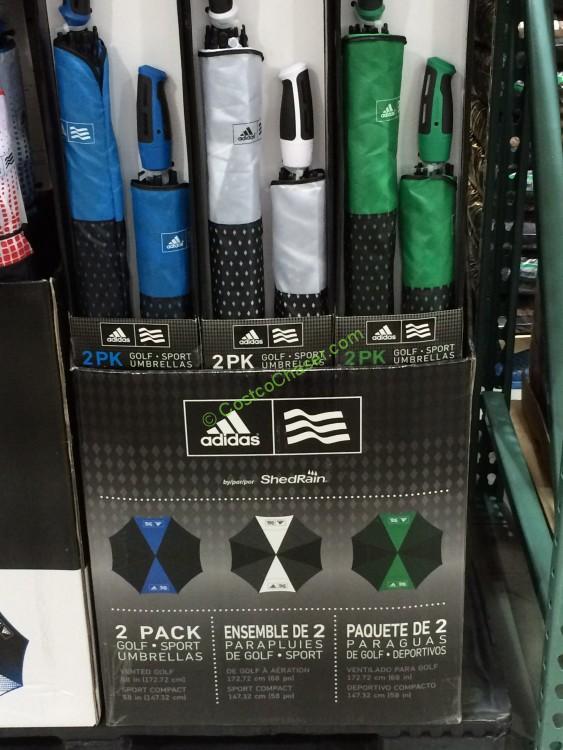 adidas
adidas
adidas
adidas
adidas
2PK GOLF • SPORT
UMBRELLAS
2PK GOLF • SPORT
UMBRELLAS
2PK GOLF • SPORT
UMBRELLAS
© CostcoChaser.com
adidas
by/par/por ShedRain
2 PACK
GOLF • SPORT
UMBRELLAS
VENTED GOLF
68 in (172.72 cm)
SPORT COMPACT
58 in (147.32 cm)
ENSEMBLE DE 2
PARAPLUIES
DE GOLF • SPORT
DE GOLF À AÉRATION
172,72 cm (68 po)
SPORT COMPACT
147.32 cm (58 po)
PAQUETE DE 2
PARAGUAS
DE GOLF • DEPORTIVOS
VENTILADO PARA GOLF
172.72 cm (68 in)
DEPORTIVO COMPACTO
147.32 cm (58 in)